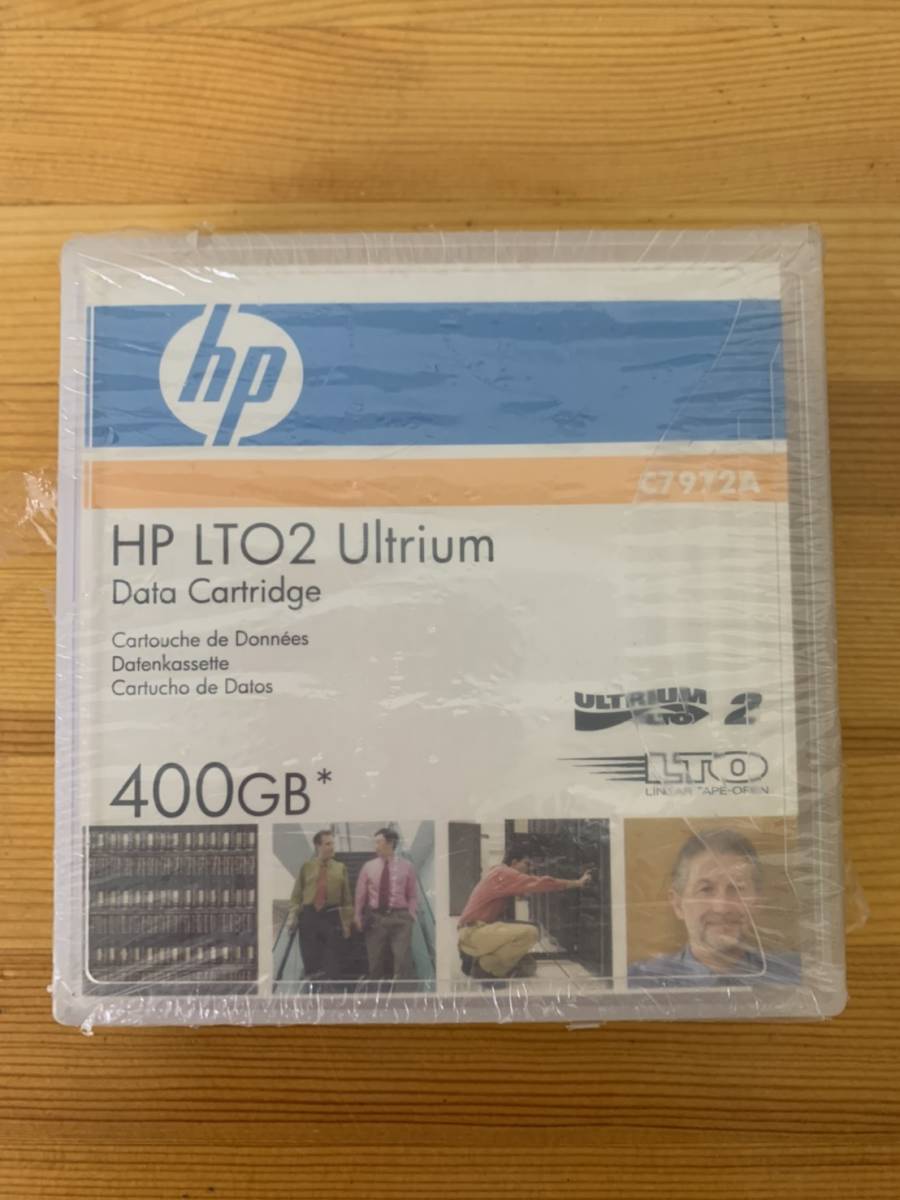 hp
C7972A
HP LTO2 Ultrium
Data Cartridge
Cartouche de Données
Datenkassette
Cartucho de Datos
ULTRIUM
LTO 2
400GB*
LTO
LINEAR TAPE-OPEN